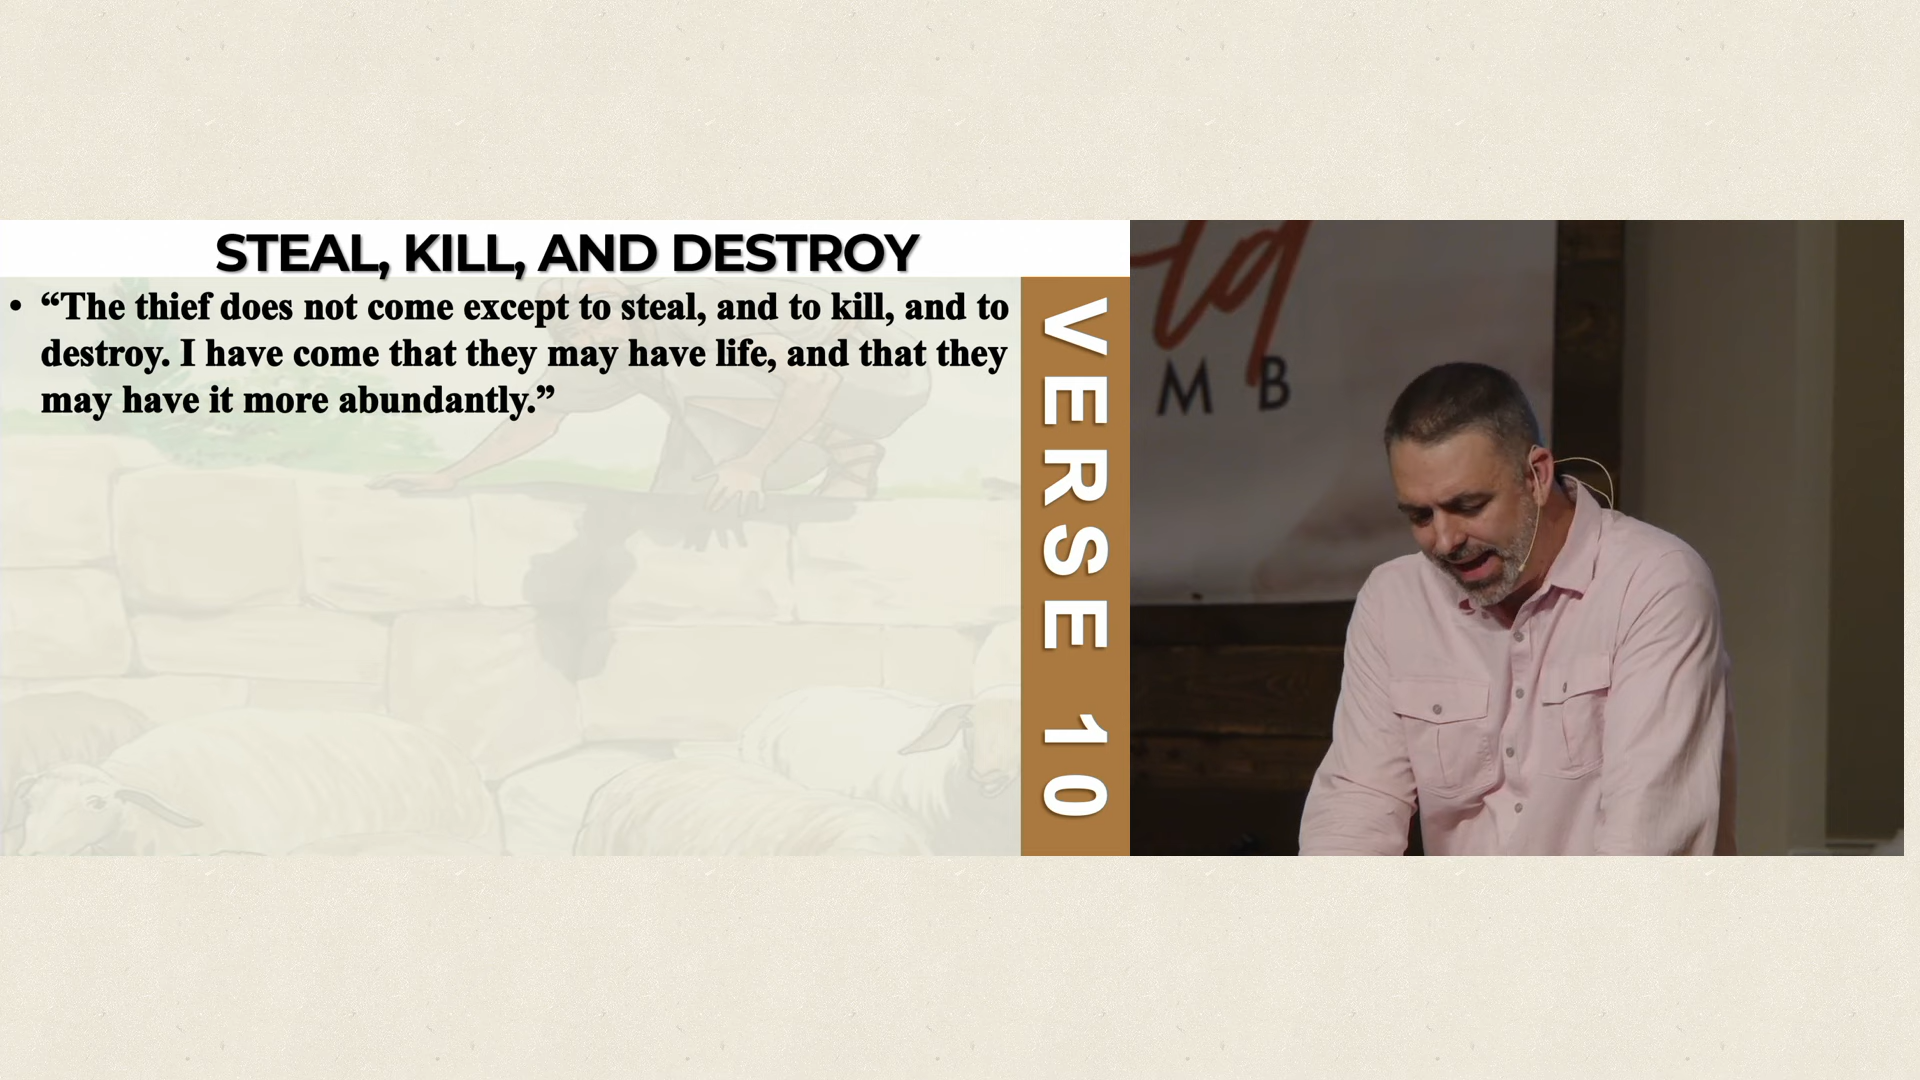 STEAL, KILL, AND DESTROY
• “The thief does not come except to steal, and to kill, and to
destroy. I have come that they may have life, and that they
may have it more abundantly.”
VERSE 10
MB